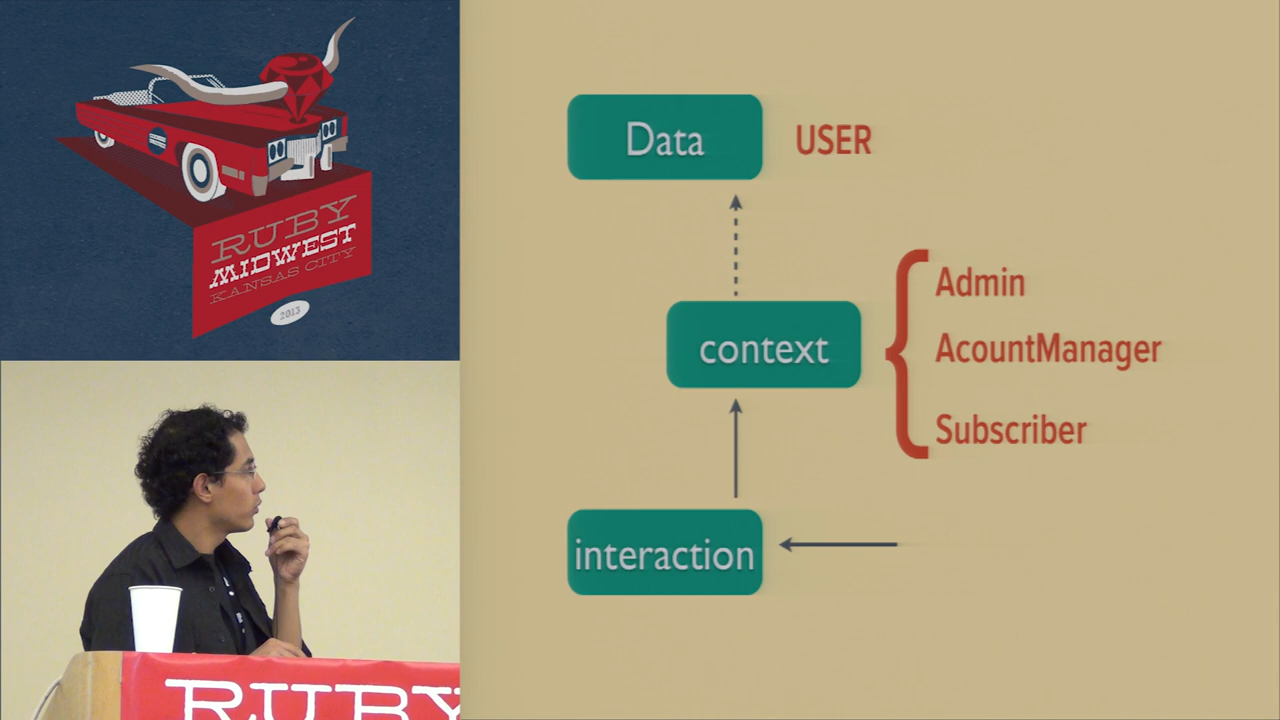 RUBY
MIDWEST
KANSAS CITY
2013
RUBY
Data
USER
context
Admin
AcountManager
Subscriber
interaction